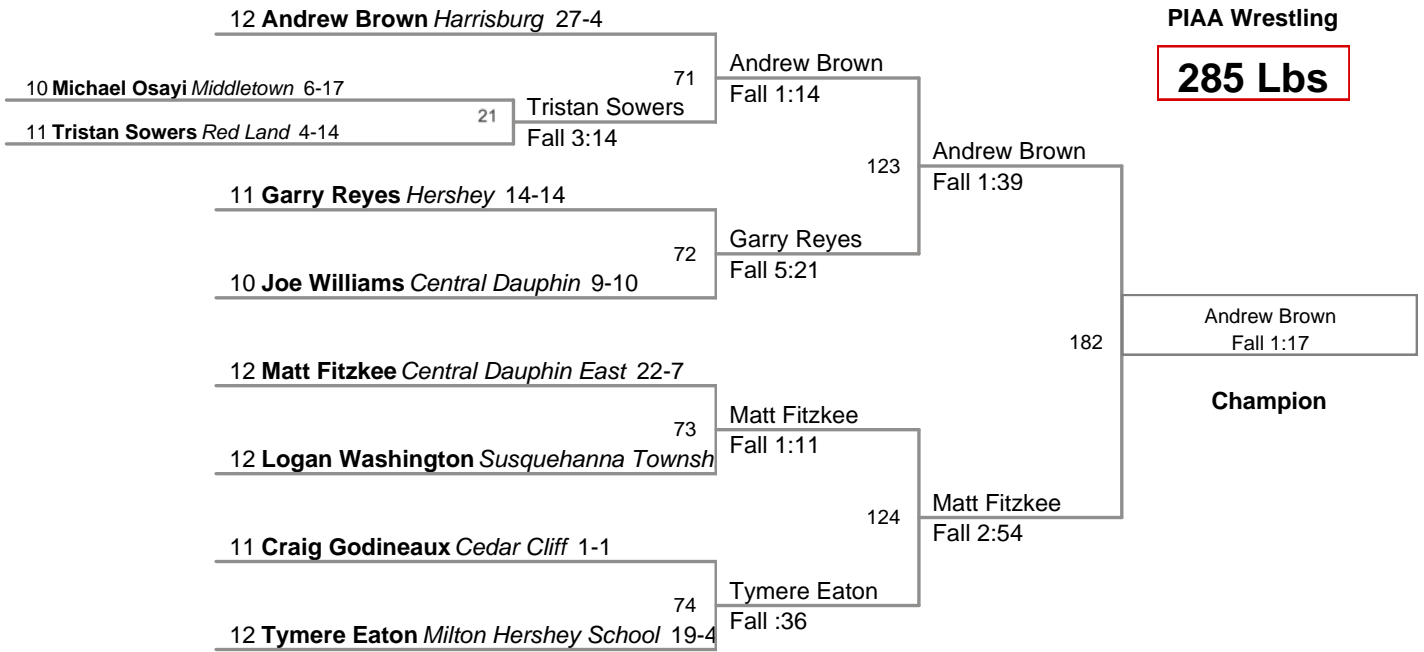 12 Andrew Brown Harrisburg 27-4
PIAA Wrestling
285 Lbs
71
Andrew Brown
Fall 1:14
10 Michael Osayi Middletown 6-17
21
Tristan Sowers
Fall 3:14
11 Tristan Sowers Red Land 4-14
123
Andrew Brown
Fall 1:39
11 Garry Reyes Hershey 14-14
72
Garry Reyes
Fall 5:21
10 Joe Williams Central Dauphin 9-10
182
Andrew Brown
Fall 1:17
Champion
12 Matt Fitzkee Central Dauphin East 22-7
73
Matt Fitzkee
Fall 1:11
12 Logan Washington Susquehanna Townsh
124
Matt Fitzkee
Fall 2:54
11 Craig Godineaux Cedar Cliff 1-1
74
Tymere Eaton
Fall :36
12 Tymere Eaton Milton Hershey School 19-4